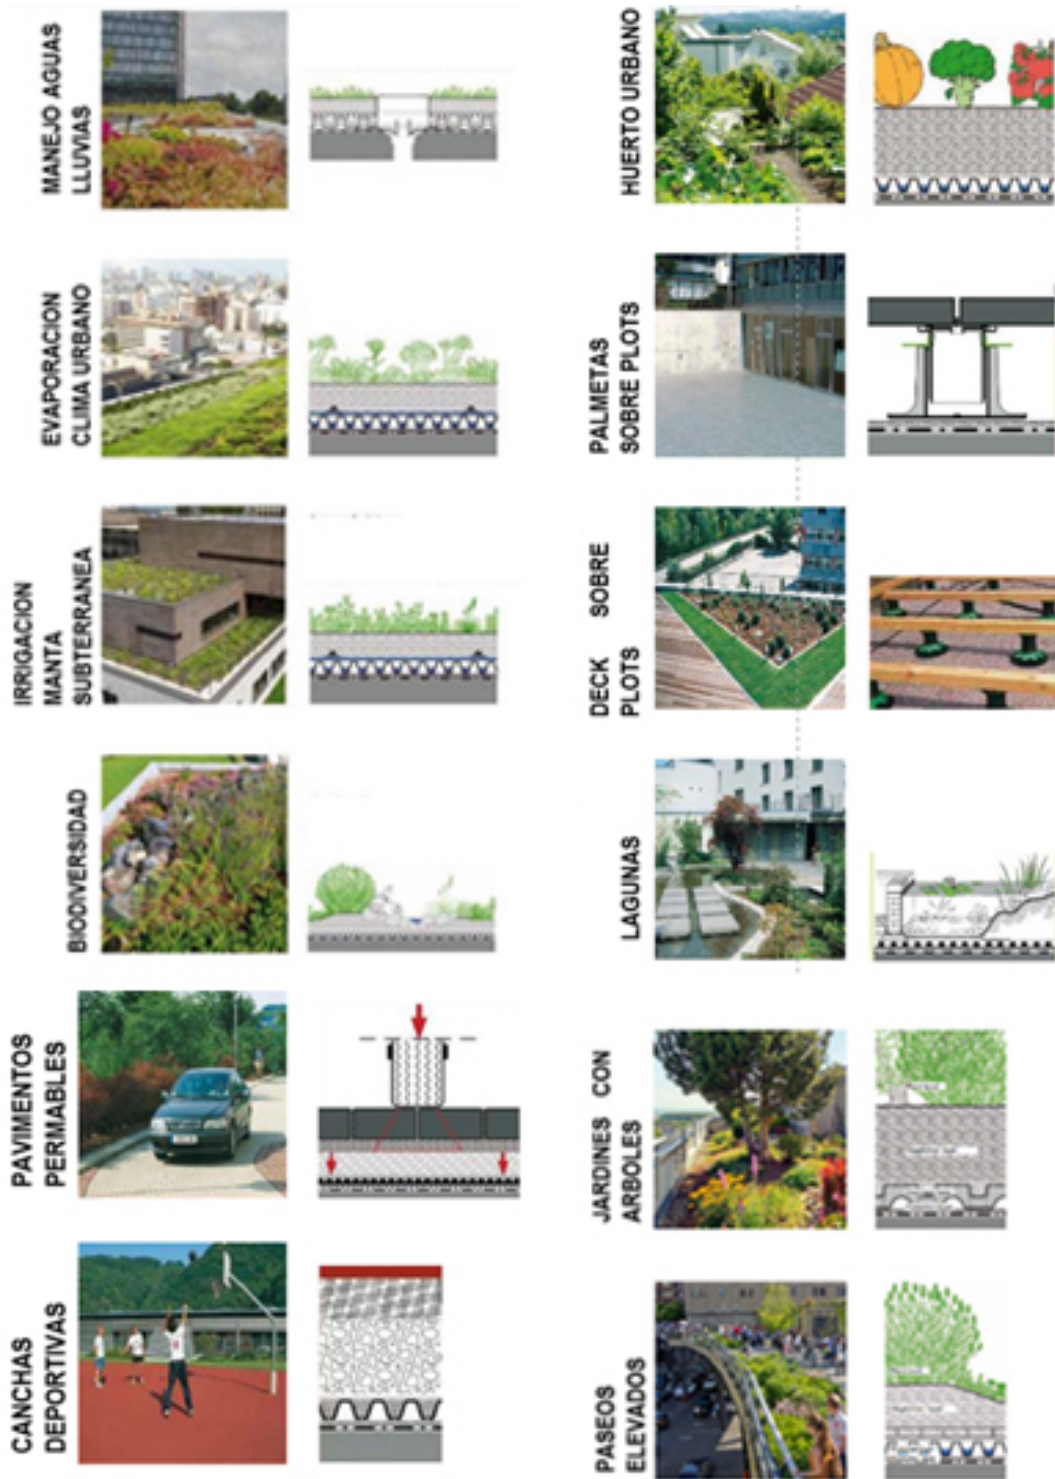 MANEJO AGUAS
LLUVIAS
EVAPORACION
CLIMA URBANO
IRRIGACION
MANTA
SUBTERRANEA
BIODIVERSIDAD
PAVIMENTOS
PERMABLES
CANCHAS
DEPORTIVAS
HUERTO URBANO
PALMETAS
SOBRE PLOTS
DECK SOBRE
PLOTS
LAGUNAS
JARDINES CON
ARBOLES
PASEOS
ELEVADOS